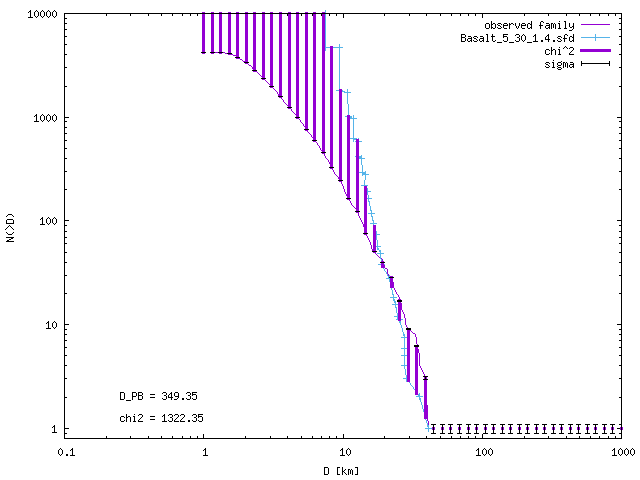 10000
observed family
Basalt_5_30_1.4.sfd
chi^2
sigma
1000
100
N(>D)
10
D_PB = 349.35
chi2 = 1322.35
1
0.1 1 10 100 1000
D [km]